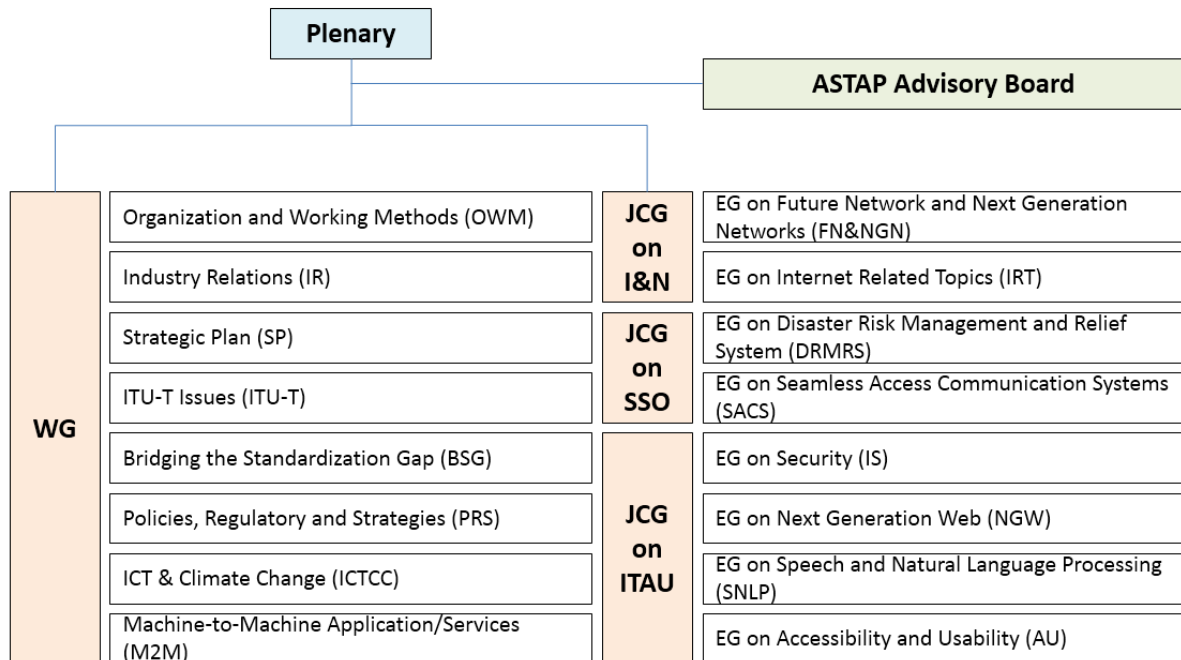 Plenary
ASTAP Advisory Board
WG
Organization and Working Methods (OWM)
Industry Relations (IR)
Strategic Plan (SP)
ITU-T Issues (ITU-T)
Bridging the Standardization Gap (BSG)
Policies, Regulatory and Strategies (PRS)
ICT & Climate Change (ICTCC)
Machine-to-Machine Application/Services
(M2M)
JCG
on
I&N
EG on Future Network and Next Generation
Networks (FN&NGN)
EG on Internet Related Topics (IRT)
JCG
on
SSO
EG on Disaster Risk Management and Relief
System (DRMRS)
EG on Seamless Access Communication Systems
(SACS)
JCG
on
ITAU
EG on Security (IS)
EG on Next Generation Web (NGW)
EG on Speech and Natural Language Processing
(SNLP)
EG on Accessibility and Usability (AU)